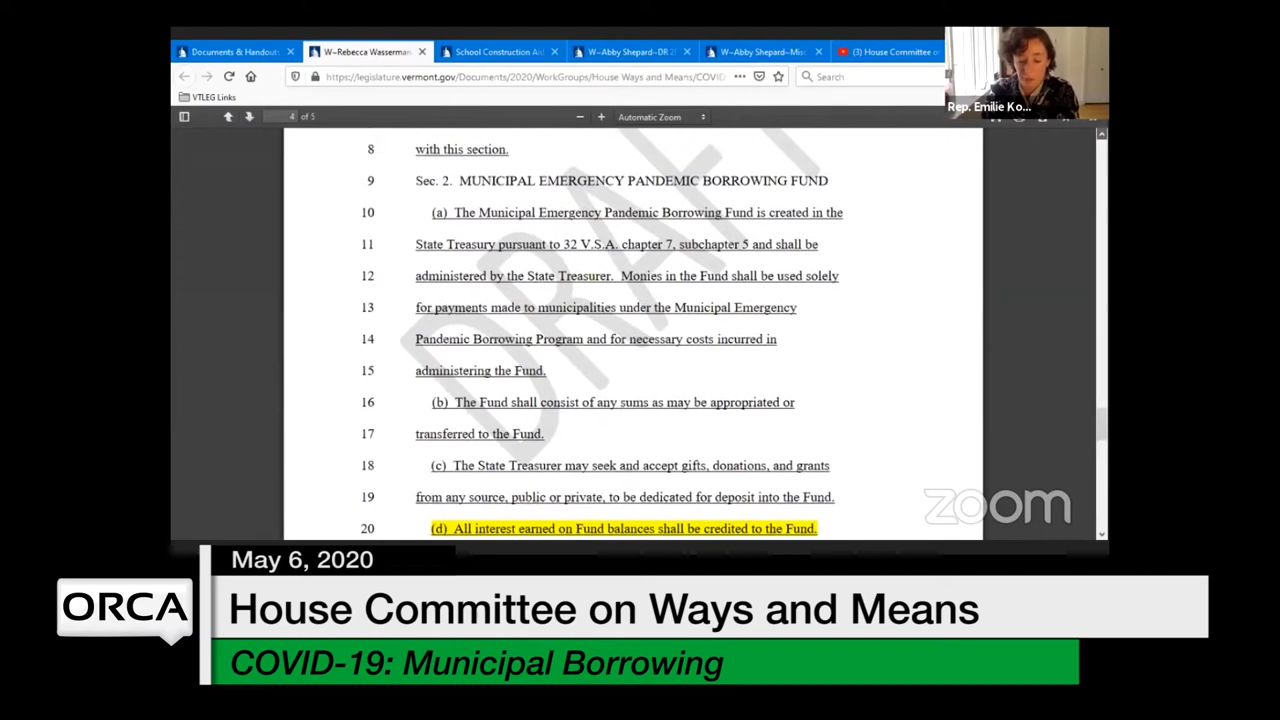 Documents & Handouts
W~Rebecca Wasserman
School Construction Aid
W~Abby Shepard~DR 2
W~Abby Shepard~Misc
(3) House Committee o
https://legislature.vermont.gov/Documents/2020/WorkGroups/House Ways and Means/COVID
Search
VTLEG Links
Rep. Emilie Ko...
4 of 5
Automatic Zoom
DRAFT
8 with this section.
9 Sec. 2. MUNICIPAL EMERGENCY PANDEMIC BORROWING FUND
10 (a) The Municipal Emergency Pandemic Borrowing Fund is created in the
11 State Treasury pursuant to 32 V.S.A. chapter 7, subchapter 5 and shall be
12 administered by the State Treasurer. Monies in the Fund shall be used solely
13 for payments made to municipalities under the Municipal Emergency
14 Pandemic Borrowing Program and for necessary costs incurred in
15 administering the Fund.
16 (b) The Fund shall consist of any sums as may be appropriated or
17 transferred to the Fund.
18 (c) The State Treasurer may seek and accept gifts, donations, and grants
19 from any source, public or private, to be dedicated for deposit into the Fund.
20 (d) All interest earned on Fund balances shall be credited to the Fund.
zoom
May 6, 2020
ORCA
House Committee on Ways and Means
COVID-19: Municipal Borrowing